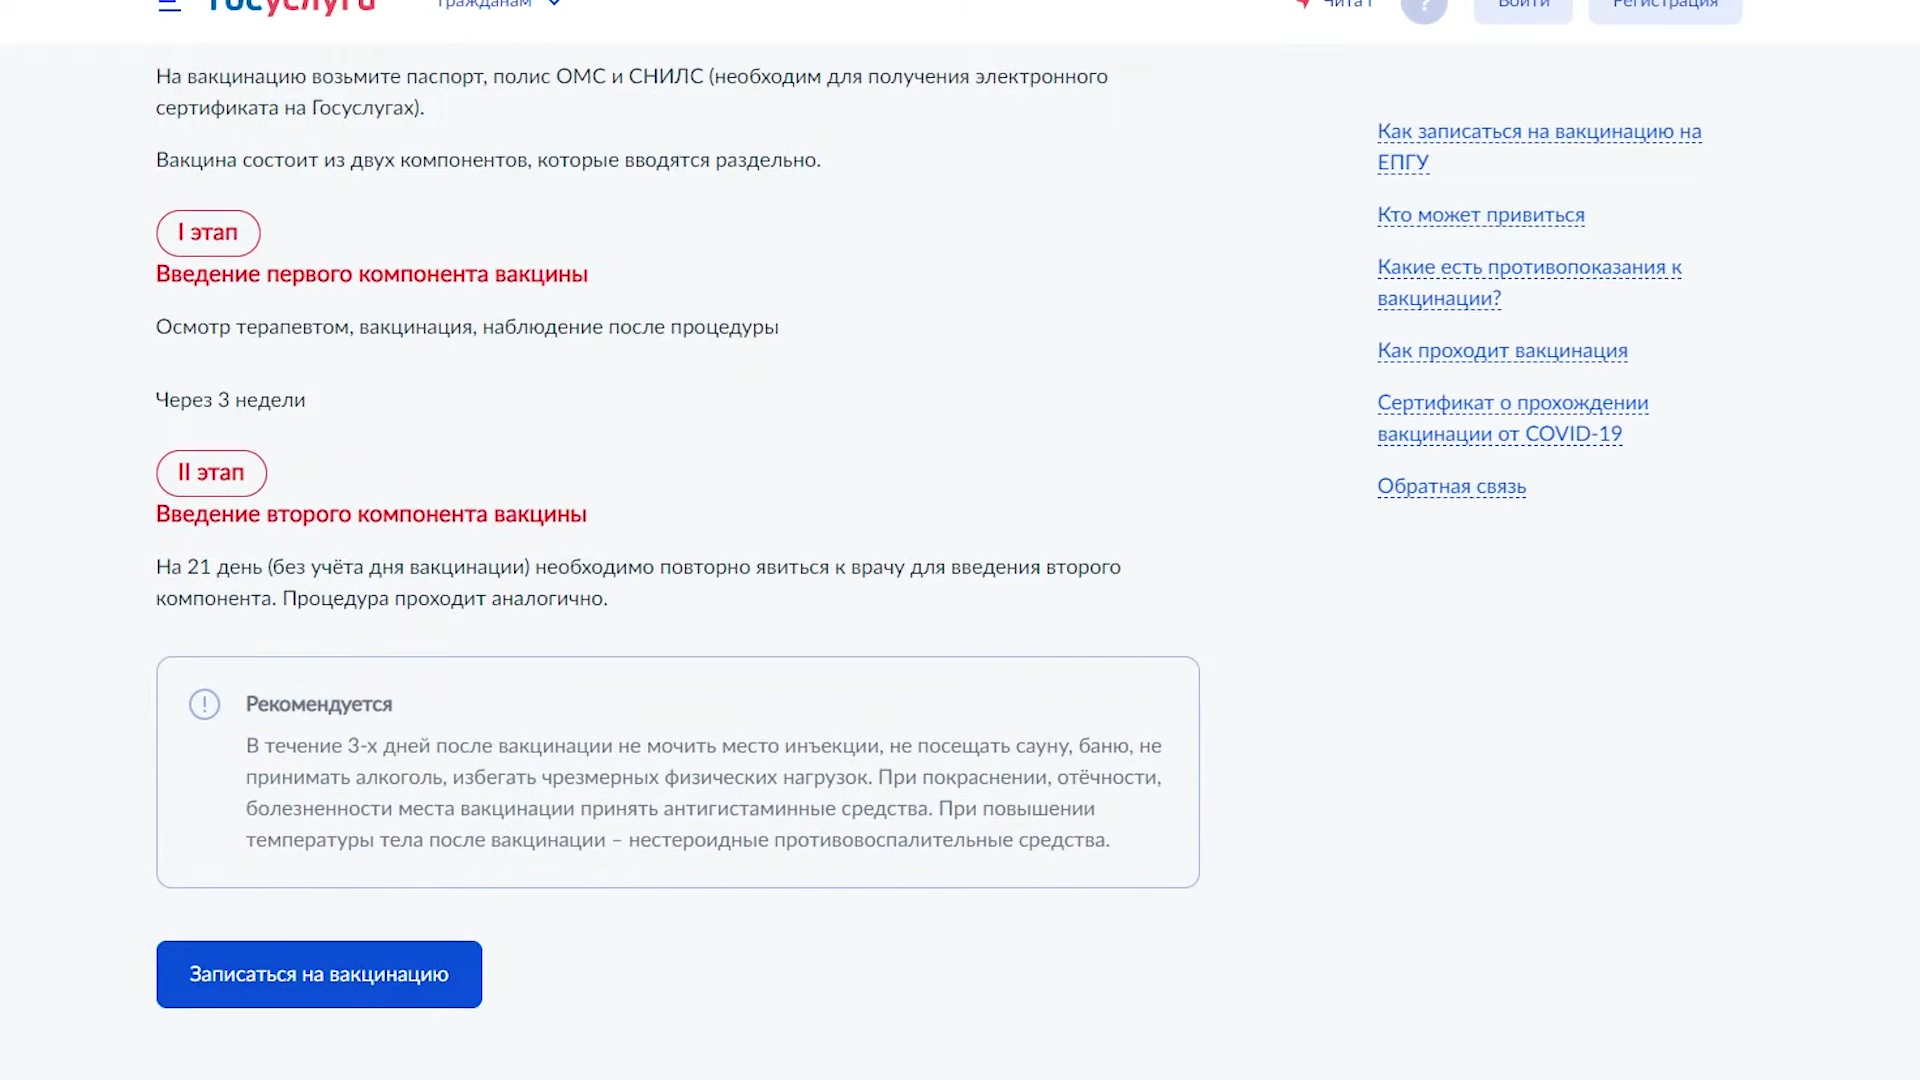 госуслуги
Гражданам
Чита
?
Войти
Регистрация
На вакцинацию возьмите паспорт, полис ОМС и СНИЛС (необходим для получения электронного
сертификата на Госуслугах).
Вакцина состоит из двух компонентов, которые вводятся раздельно.
I этап
Введение первого компонента вакцины
Осмотр терапевтом, вакцинация, наблюдение после процедуры
Через 3 недели
II этап
Введение второго компонента вакцины
На 21 день (без учёта дня вакцинации) необходимо повторно явиться к врачу для введения второго
компонента. Процедура проходит аналогично.
Рекомендуется
В течение 3-х дней после вакцинации не мочить место инъекции, не посещать сауну, баню, не
принимать алкоголь, избегать чрезмерных физических нагрузок. При покраснении, отёчности,
болезненности места вакцинации принять антигистаминные средства. При повышении
температуры тела после вакцинации – нестероидные противовоспалительные средства.
Записаться на вакцинацию
Как записаться на вакцинацию на
ЕПГУ
Кто может привиться
Какие есть противопоказания к
вакцинации?
Как проходит вакцинация
Сертификат о прохождении
вакцинации от COVID-19
Обратная связь